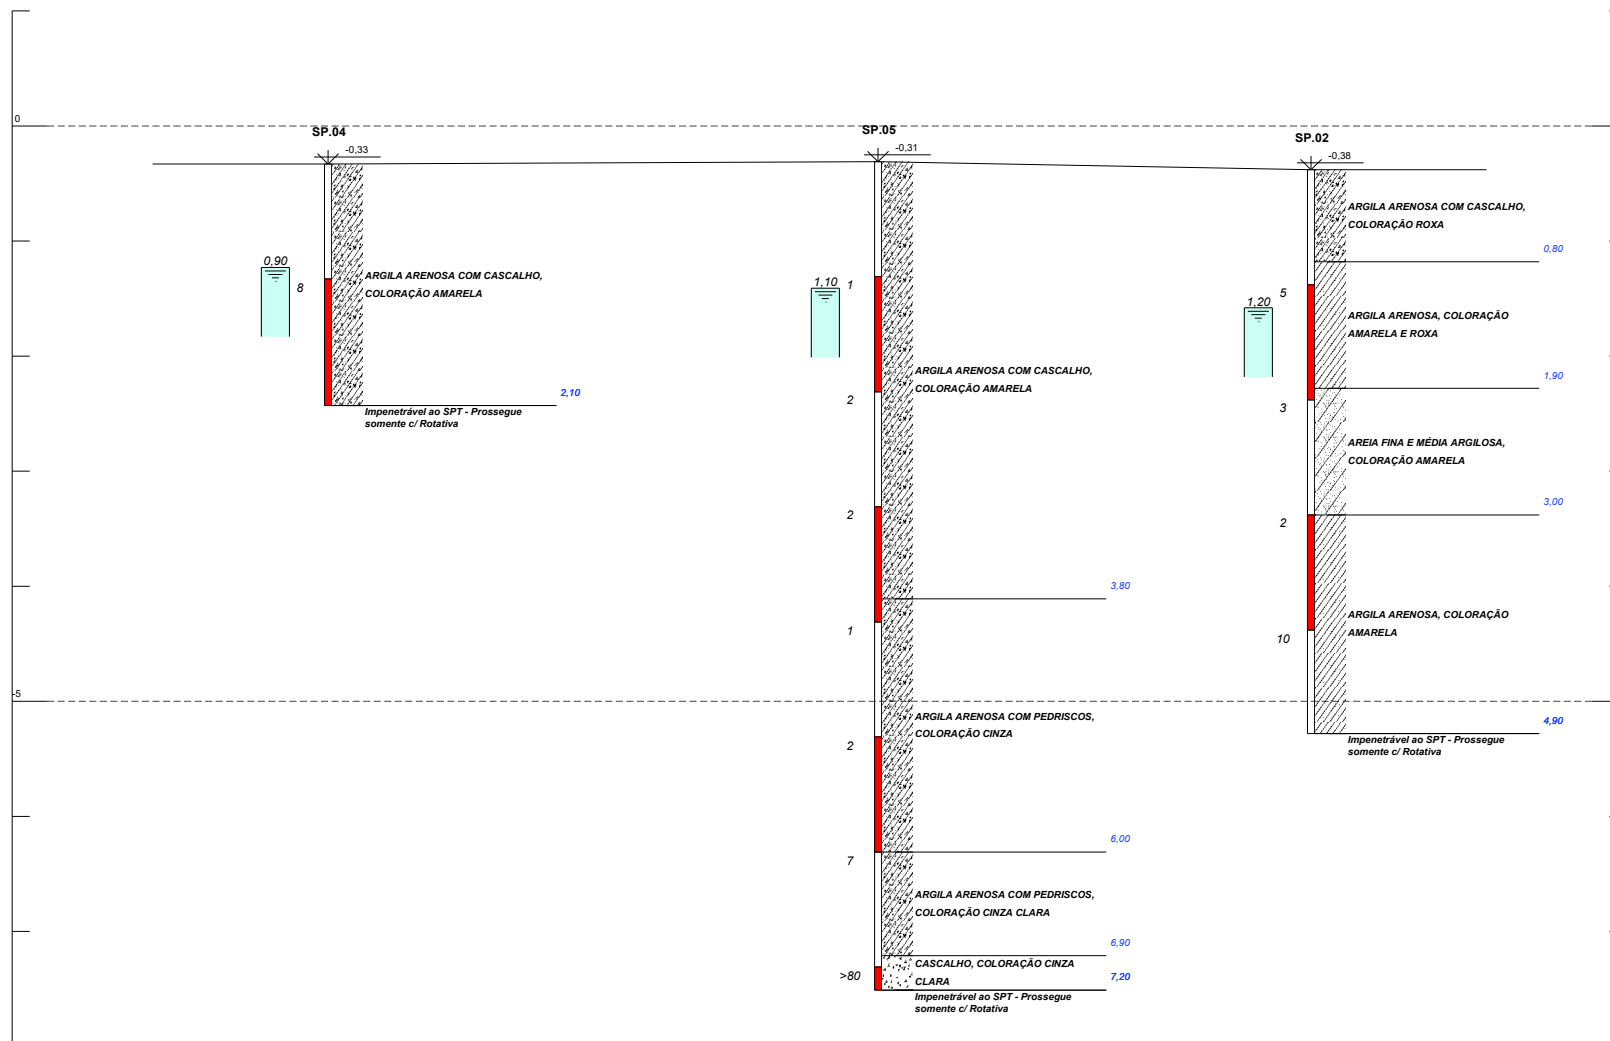 0
SP.04
-0,33
0,90
8
ARGILA ARENOSA COM CASCALHO,
COLORAÇÃO AMARELA
2,10
Impenetrável ao SPT - Prossegue
somente c/ Rotativa
SP.05
-0,31
1,10
1
2
2
1
2
7
>80
ARGILA ARENOSA COM CASCALHO,
COLORAÇÃO AMARELA
3,80
ARGILA ARENOSA COM PEDRISCOS,
COLORAÇÃO CINZA
6,00
ARGILA ARENOSA COM PEDRISCOS,
COLORAÇÃO CINZA CLARA
6,90
CASCALHO, COLORAÇÃO CINZA
CLARA
7,20
Impenetrável ao SPT - Prossegue
somente c/ Rotativa
SP.02
-0,38
1,20
5
3
2
10
ARGILA ARENOSA COM CASCALHO,
COLORAÇÃO ROXA
0,80
ARGILA ARENOSA, COLORAÇÃO
AMARELA E ROXA
1,90
AREIA FINA E MÉDIA ARGILOSA,
COLORAÇÃO AMARELA
3,00
ARGILA ARENOSA, COLORAÇÃO
AMARELA
4,90
Impenetrável ao SPT - Prossegue
somente c/ Rotativa
-5